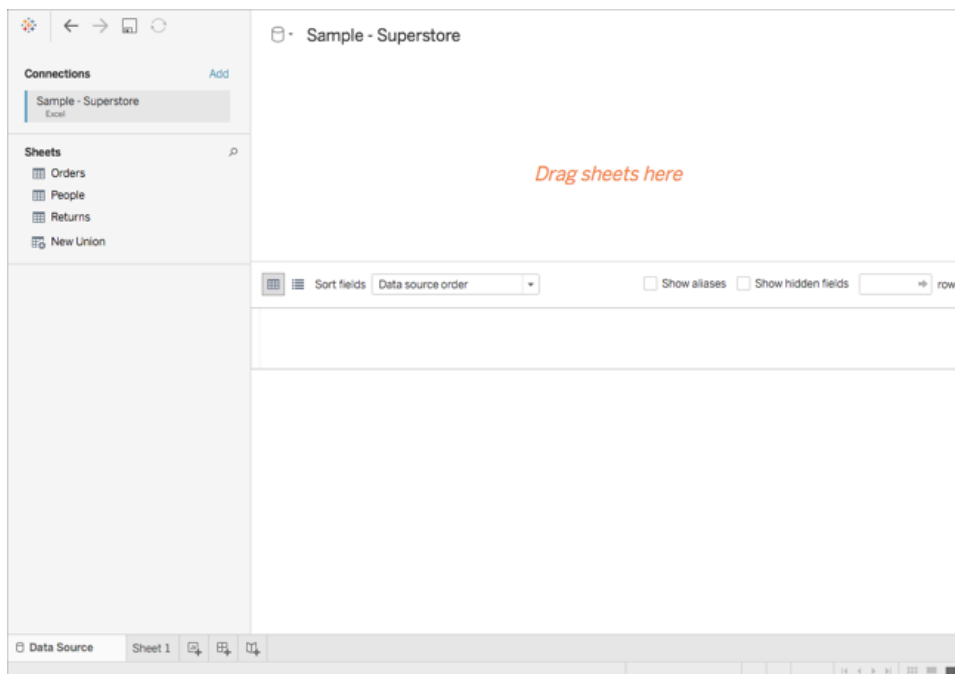 Sample - Superstore
Connections Add
Sample - Superstore
Excel
Sheets
Orders
People
Returns
New Union
Drag sheets here
Sort fields Data source order Show aliases Show hidden fields row
Data Source Sheet 1